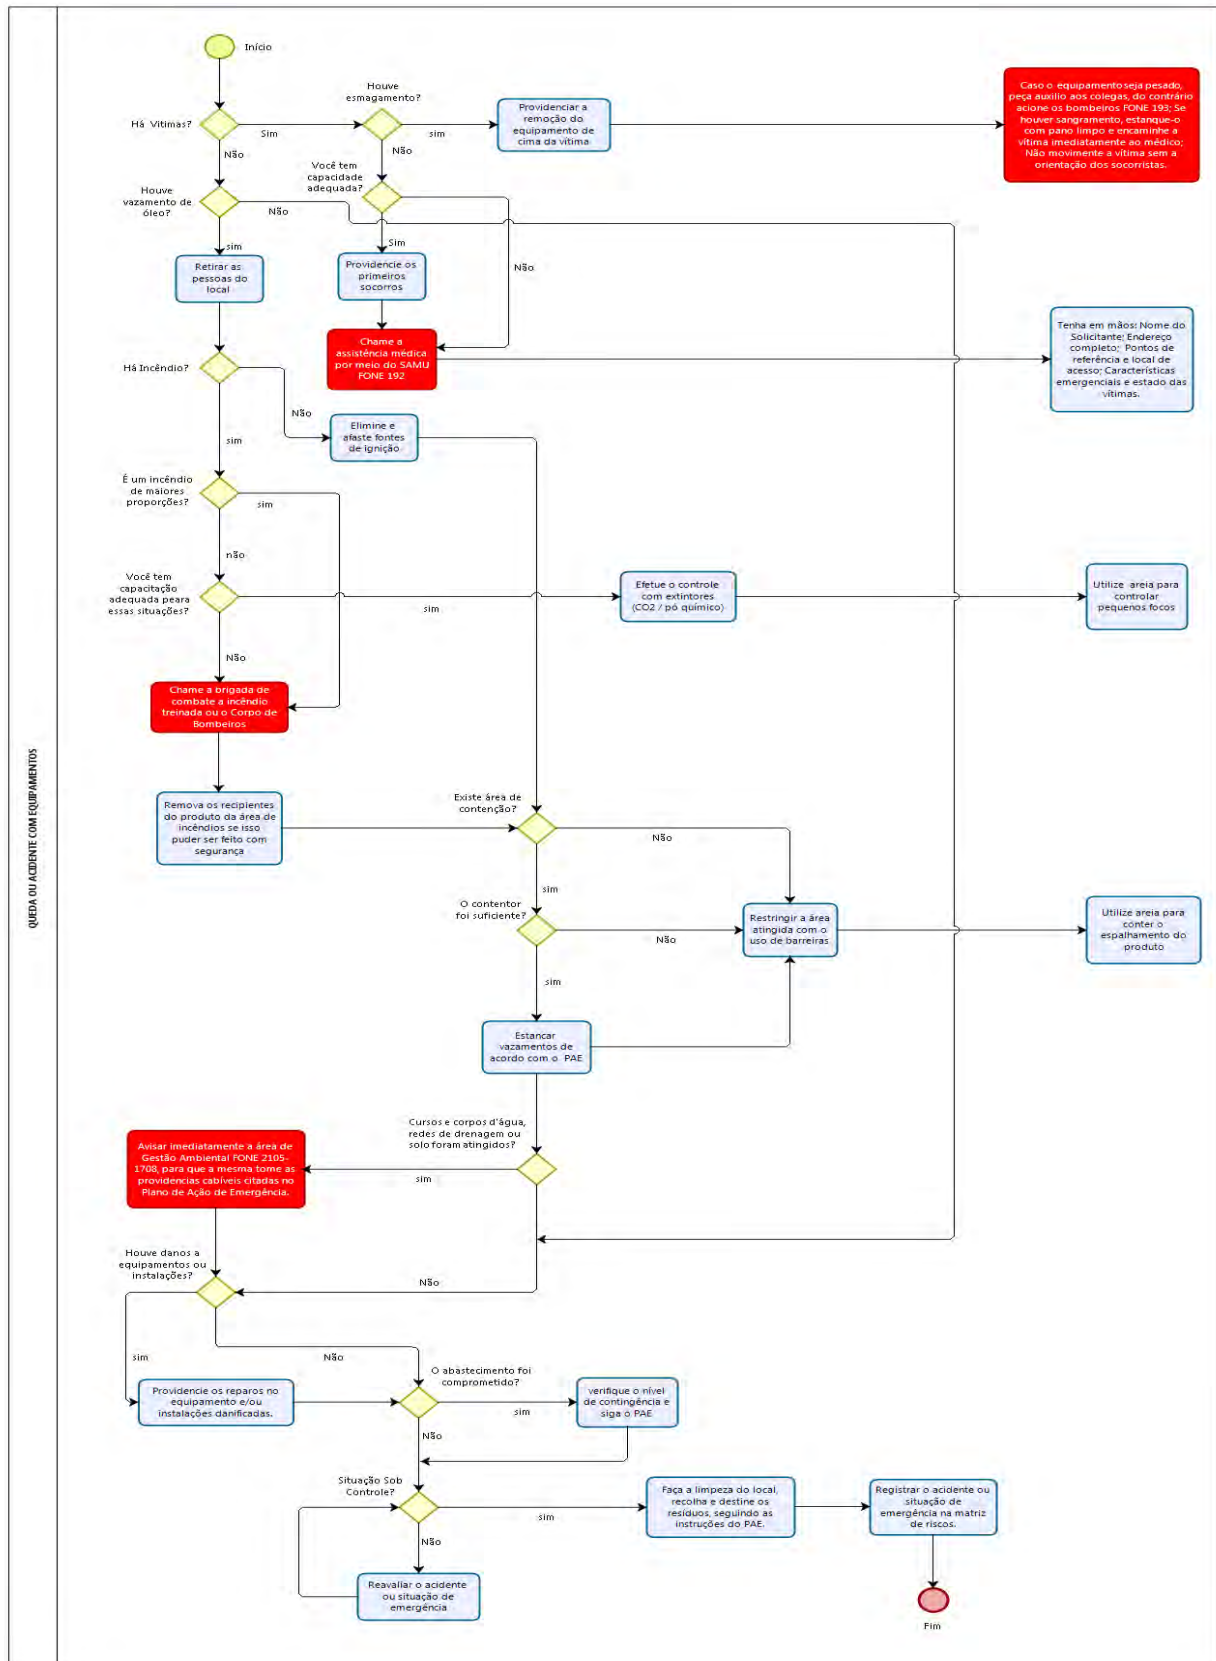 QUEDA OU ACIDENTE COM EQUIPAMENTOS
Início
Há Vitimas?
Sim
Não
Houve
esmagamento?
sim
Não
Providenciar a
remoção do
equipamento de
cima da vítima
Caso o equipamento seja pesado,
peça auxilio aos colegas, do contrário
acione os bombeiros FONE 193; Se
houver sangramento, estanque-o
com pano limpo e encaminhe a
vítima imediatamente ao médico;
Não movimente a vítima sem a
orientação dos socorristas.
Você tem
capacidade
adequada?
Sim
Não
Houve
vazamento de
óleo?
Não
sim
Retirar as
pessoas do
local
Providencie os
primeiros
socorros
Chame a
assistência médica
por meio do SAMU
FONE 192
Tenha em mãos: Nome do
Solicitante; Endereço
completo; Pontos de
referência e local de
acesso; Características
emergenciais e estado das
vítimas.
Há Incêndio?
Não
sim
Elimine e
afaste fontes
de ignição
É um incêndio
de maiores
proporções?
sim
não
Você tem
capacitação
adequada peara
essas situações?
sim
Não
Efetue o controle
com extintores
(CO2 / pó químico)
Utilize areia para
controlar
pequenos focos
Chame a brigada de
combate a incêndio
treinada ou o Corpo de
Bombeiros
Remova os recipientes
do produto da área de
incêndios se isso
puder ser feito com
segurança
Existe área de
contenção?
Não
sim
O contentor
foi suficiente?
Não
sim
Restringir a área
atingida com o
uso de barreiras
Utilize areia para
conter o
espalhamento do
produto
Estancar
vazamentos de
acordo com o PAE
Cursos e corpos d'água,
redes de drenagem ou
solo foram atingidos?
sim
Não
Avisar imediatamente a área de
Gestão Ambiental FONE 2105-
1708, para que a mesma tome as
providencias cabíveis citadas no
Plano de Ação de Emergência.
Houve danos a
equipamentos ou
instalações?
sim
Não
Providencie os reparos no
equipamento e/ou
instalações danificadas.
O abastecimento foi
comprometido?
sim
Não
verifique o nível
de contingência e
siga o PAE
Situação Sob
Controle?
sim
Não
Faça a limpeza do local,
recolha e destine os
resíduos, seguindo as
instruções do PAE.
Registrar o acidente ou
situação de
emergência na matriz
de riscos.
Reavaliar o acidente
ou situação de
emergência
Fim